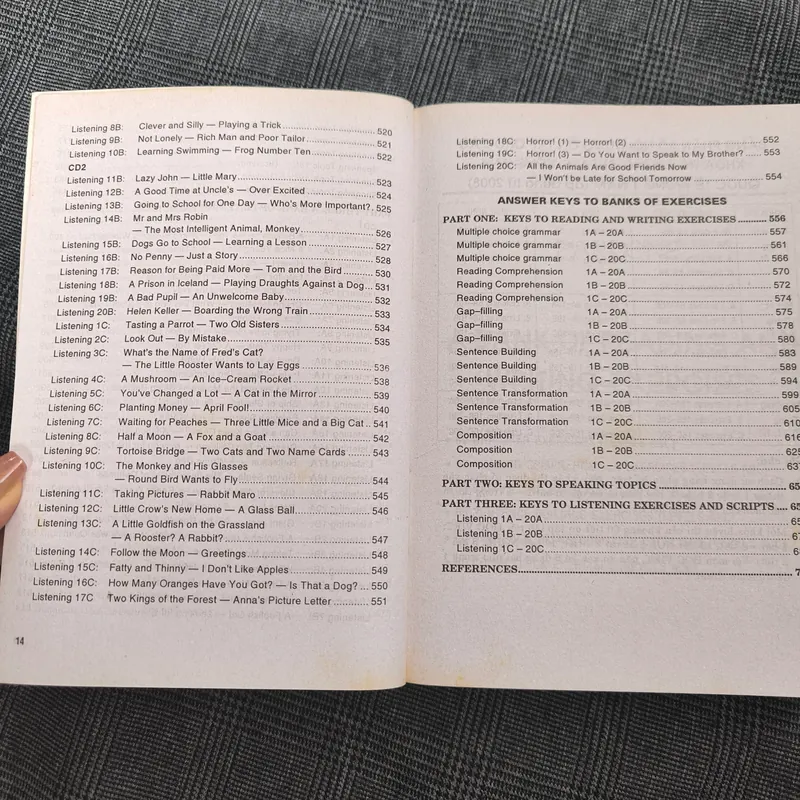 Listening 8B: Clever and Silly — Playing a Trick ........ 520
Listening 9B: Not Lonely — Rich Man and Poor Tailor ........ 521
Listening 10B: Learning Swimming — Frog Number Ten ........ 522
CD2
Listening 11B: Lazy John — Little Mary ........ 523
Listening 12B: A Good Time at Uncle's — Over Excited ........ 524
Listening 13B: Going to School for One Day — Who's More Important? . 525
Listening 14B: Mr and Mrs Robin
— The Most Intelligent Animal, Monkey ........ 526
Listening 15B: Dogs Go to School — Learning a Lesson ........ 527
Listening 16B: No Penny — Just a Story ........ 528
Listening 17B: Reason for Being Paid More — Tom and the Bird ........ 530
Listening 18B: A Prison in Iceland — Playing Draughts Against a Dog ... 531
Listening 19B: A Bad Pupil — An Unwelcome Baby ........ 532
Listening 20B: Helen Keller — Boarding the Wrong Train ........ 533
Listening 1C: Tasting a Parrot — Two Old Sisters ........ 534
Listening 2C: Look Out — By Mistake ........ 535
Listening 3C: What's the Name of Fred's Cat?
— The Little Rooster Wants to Lay Eggs ........ 536
Listening 4C: A Mushroom — An Ice–Cream Rocket ........ 538
Listening 5C: You've Changed a Lot — A Cat in the Mirror ........ 539
Listening 6C: Planting Money — April Fool! ........ 540
Listening 7C: Waiting for Peaches — Three Little Mice and a Big Cat .. 541
Listening 8C: Half a Moon — A Fox and a Goat ........ 542
Listening 9C: Tortoise Bridge — Two Cats and Two Name Cards ........ 543
Listening 10C: The Monkey and His Glasses
— Round Bird Wants to Fly ........ 544
Listening 11C: Taking Pictures — Rabbit Maro ........ 545
Listening 12C: Little Crow's New Home — A Glass Ball ........ 546
Listening 13C: A Little Goldfish on the Grassland
— A Rooster? A Rabbit? ........ 547
Listening 14C: Follow the Moon — Greetings ........ 548
Listening 15C: Fatty and Thinny — I Don't Like Apples ........ 549
Listening 16C: How Many Oranges Have You Got? — Is That a Dog? ... 550
Listening 17C Two Kings of the Forest — Anna's Picture Letter ........ 551
14
Listening 18C: Horror! (1) — Horror! (2) ........ 552
Listening 19C: Horror! (3) — Do You Want to Speak to My Brother? ..... 553
Listening 20C: All the Animals Are Good Friends Now
— I Won't be Late for School Tomorrow ........ 554
ANSWER KEYS TO BANKS OF EXERCISES
PART ONE: KEYS TO READING AND WRITING EXERCISES ........ 556
Multiple choice grammar 1A – 20A ........ 557
Multiple choice grammar 1B – 20B ........ 561
Multiple choice grammar 1C – 20C ........ 566
Reading Comprehension 1A – 20A ........ 570
Reading Comprehension 1B – 20B ........ 572
Reading Comprehension 1C – 20C ........ 574
Gap–filling 1A – 20A ........ 575
Gap–filling 1B – 20B ........ 578
Gap–filling 1C – 20C ........ 580
Sentence Building 1A – 20A ........ 583
Sentence Building 1B – 20B ........ 589
Sentence Building 1C – 20C ........ 594
Sentence Transformation 1A – 20A ........ 599
Sentence Transformation 1B – 20B ........ 605
Sentence Transformation 1C – 20C ........ 610
Composition 1A – 20A ........ 616
Composition 1B – 20B ........ 625
Composition 1C – 20C ........ 637
PART TWO: KEYS TO SPEAKING TOPICS ........
PART THREE: KEYS TO LISTENING EXERCISES AND SCRIPTS ....
Listening 1A – 20A ........
Listening 1B – 20B ........
Listening 1C – 20C ........
REFERENCES ........